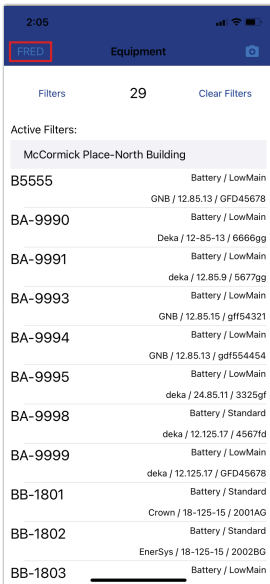 2:05
FRED Equipment
Filters 29 Clear Filters
Active Filters:
McCormick Place-North Building
B5555 Battery / LowMain
GNB / 12.85.13 / GFD45678
BA-9990 Battery / LowMain
Deka / 12-85-13 / 6666gg
BA-9991 Battery / LowMain
deka / 12.85.9 / 5677gg
BA-9993 Battery / LowMain
GNB / 12.85.15 / gff54321
BA-9994 Battery / LowMain
GNB / 12.85.13 / gdf554454
BA-9995 Battery / LowMain
deka / 24.85.11 / 3325gf
BA-9998 Battery / Standard
deka / 12.125.17 / 4567fd
BA-9999 Battery / LowMain
deka / 12.125.17 / GFD45678
BB-1801 Battery / Standard
Crown / 18-125-15 / 2001AG
BB-1802 Battery / Standard
EnerSys / 18-125-15 / 2002BG
BB-1803 Battery / LowMain